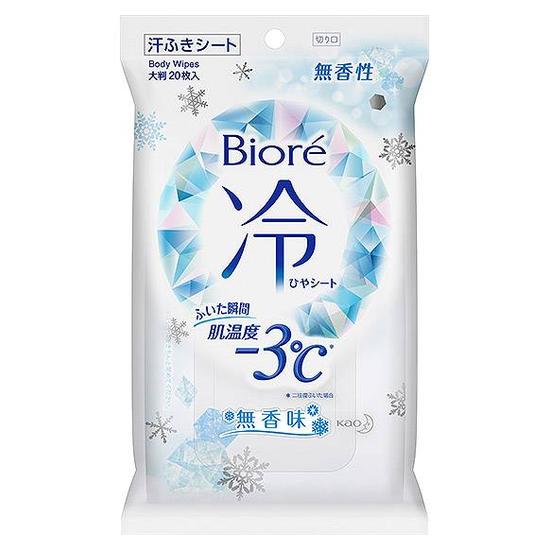 汗ふきシート
Body Wipes
大判20枚入
切り口
無香性
Bioré
冷
ひやシート
ふいた瞬間
肌温度
-3℃*
無香味
Kao